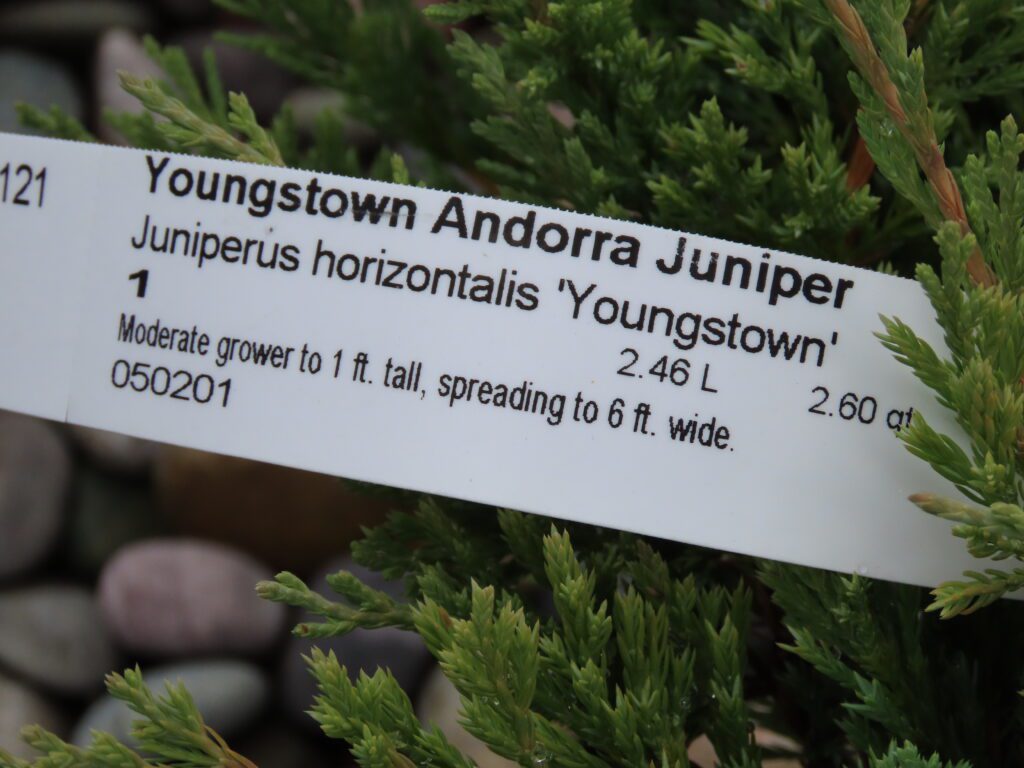 121
Youngstown Andorra Juniper
Juniperus horizontalis 'Youngstown'
1
2.46 L 2.60 qt
Moderate grower to 1 ft. tall, spreading to 6 ft. wide.
050201